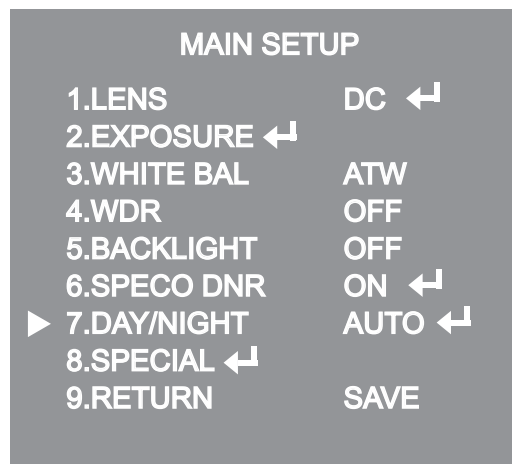 MAIN SETUP
1.LENS DC ↵
2.EXPOSURE ↵
3.WHITE BAL ATW
4.WDR OFF
5.BACKLIGHT OFF
6.SPECO DNR ON ↵
▶ 7.DAY/NIGHT AUTO ↵
8.SPECIAL ↵
9.RETURN SAVE